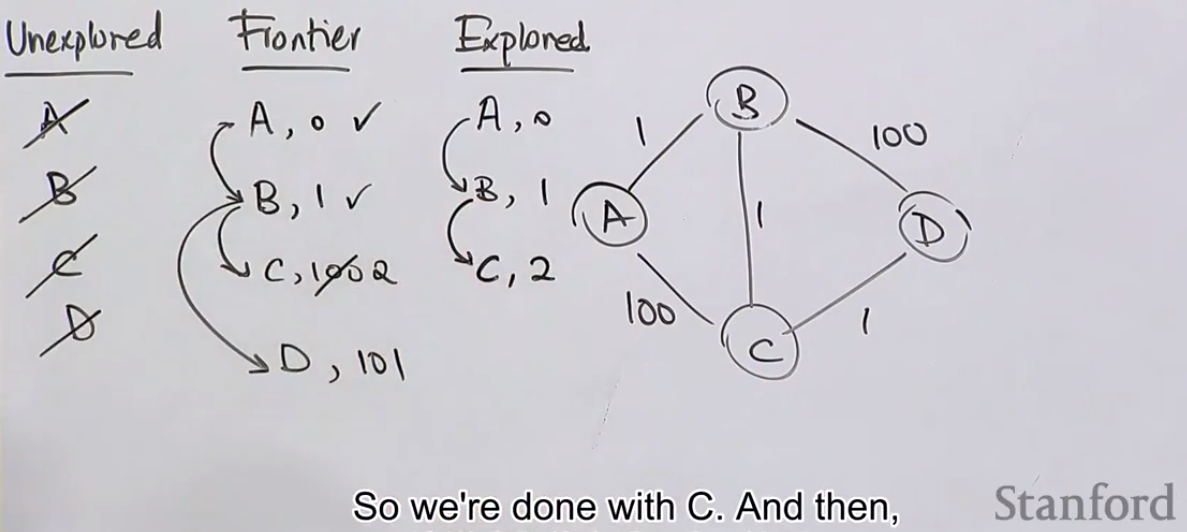 Unexplored Frontier Explored
A A, 0 ✓ A, 0
B B, 1 ✓ B, 1
C C, 100 2 C, 2
D D, 101
B
1 100
A 1 D
100 1
C
So we're done with C. And then,
Stanford